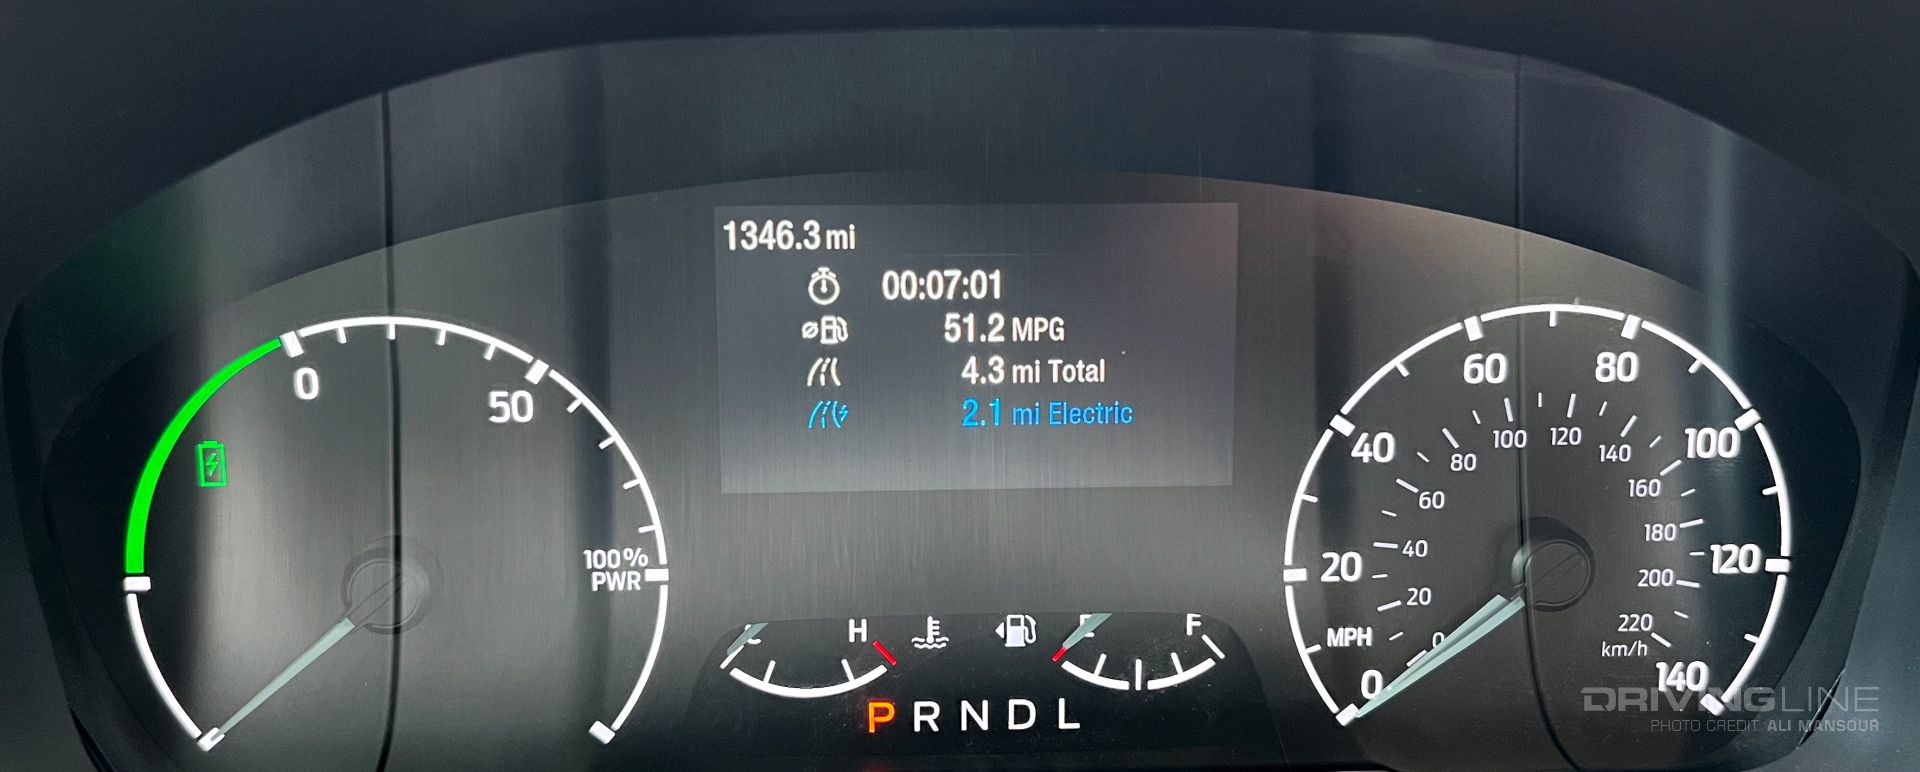 1346.3 mi
00:07:01
51.2 MPG
4.3 mi Total
2.1 mi Electric
0
50
100%
PWR
H
E
F
P R N D L
MPH
0
20
40
60
80
100
120
140
0
20
40
60
80
100
120
140
160
180
200
220
km/h
DRIVINGLINE
PHOTO CREDIT: ALI MANSOUR